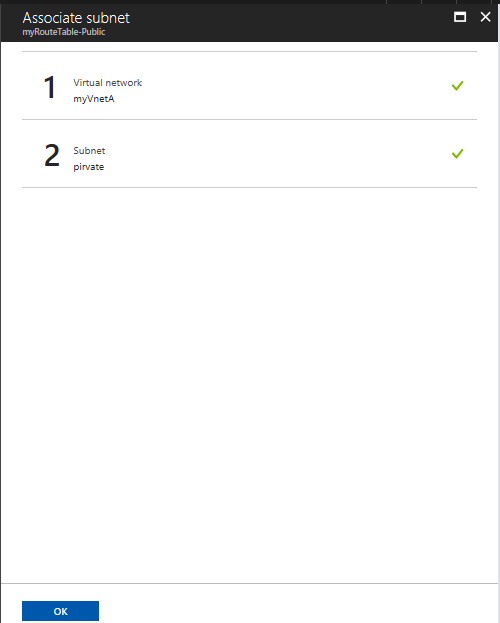 Associate subnet
myRouteTable-Public
1
Virtual network
myVnetA
2
Subnet
pirvate
OK